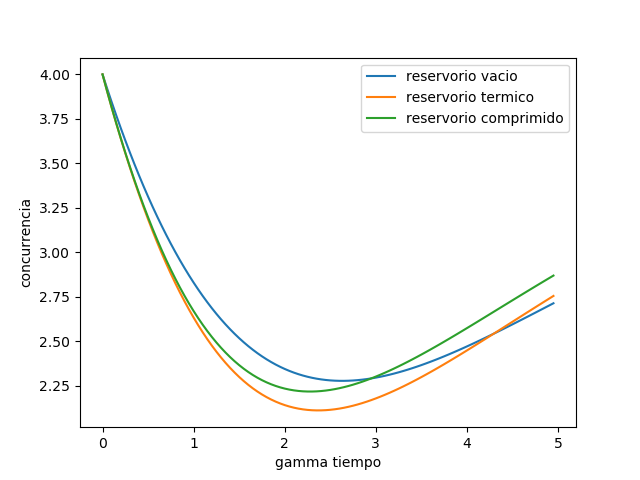 reservorio vacio
reservorio termico
reservorio comprimido
4.00
3.75
3.50
3.25
3.00
2.75
2.50
2.25
concurrencia
0 1 2 3 4 5
gamma tiempo